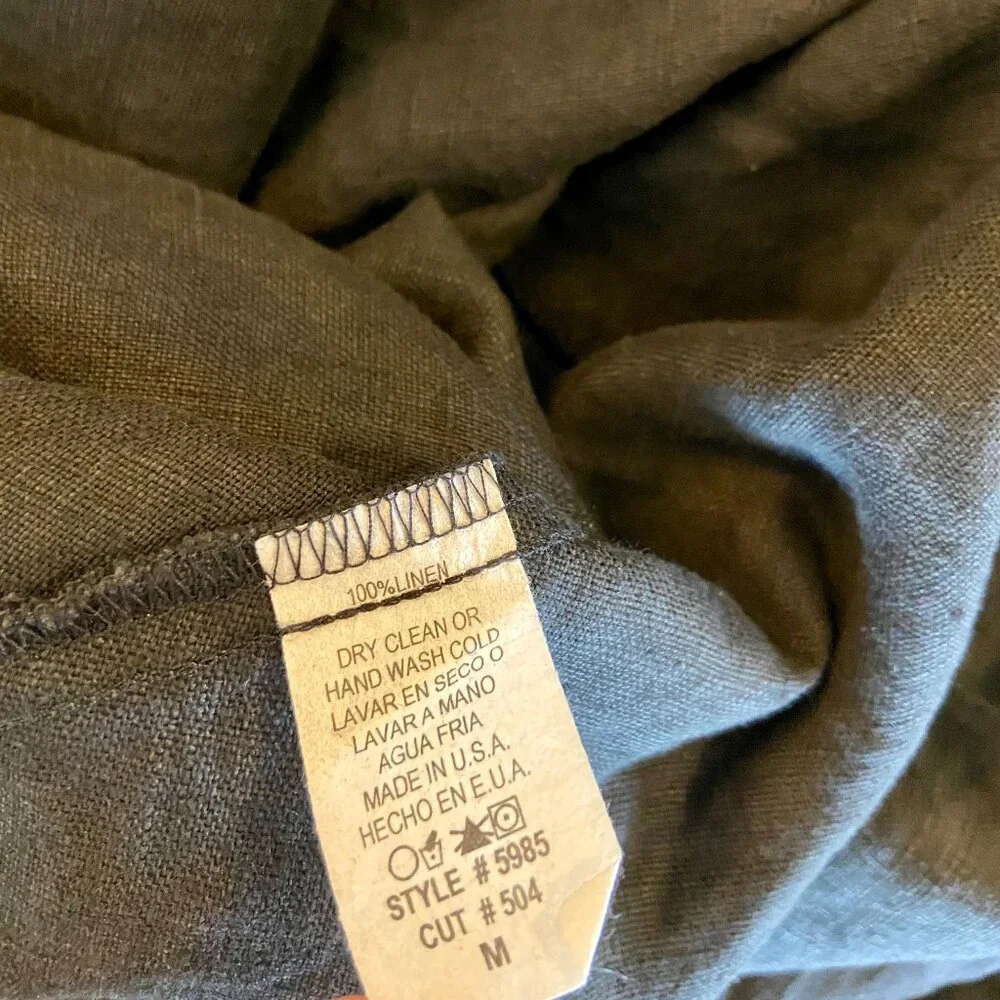 100%LINEN
DRY CLEAN OR
HAND WASH COLD
LAVAR EN SECO O
LAVAR A MANO
AGUA FRIA
MADE IN U.S.A.
HECHO EN E.U.A.
STYLE # 5985
CUT # 504
M